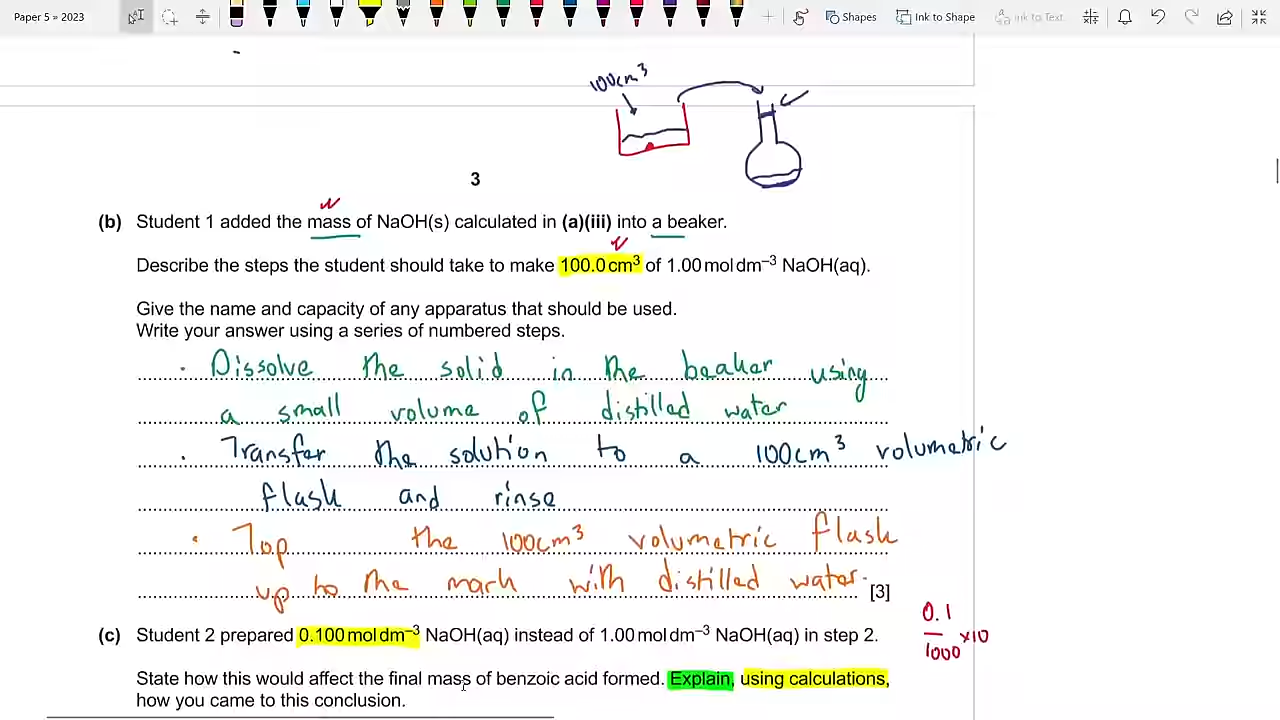 Paper 5 » 2023
Shapes
Ink to Shape
Ink to Text
100cm³
3
(b) Student 1 added the mass of NaOH(s) calculated in (a)(iii) into a beaker.
Describe the steps the student should take to make 100.0 cm³ of 1.00 mol dm⁻³ NaOH(aq).
Give the name and capacity of any apparatus that should be used.
Write your answer using a series of numbered steps.
· Dissolve the solid in the beaker using
a small volume of distilled water
· Transfer the solution to a 100cm³ volumetric
flask and rinse
· Top the 100cm³ volumetric flask
up to the mark with distilled water. [3]
(c) Student 2 prepared 0.100 mol dm⁻³ NaOH(aq) instead of 1.00 mol dm⁻³ NaOH(aq) in step 2.
0.1
1000 ×10
State how this would affect the final mass of benzoic acid formed. Explain, using calculations,
how you came to this conclusion.